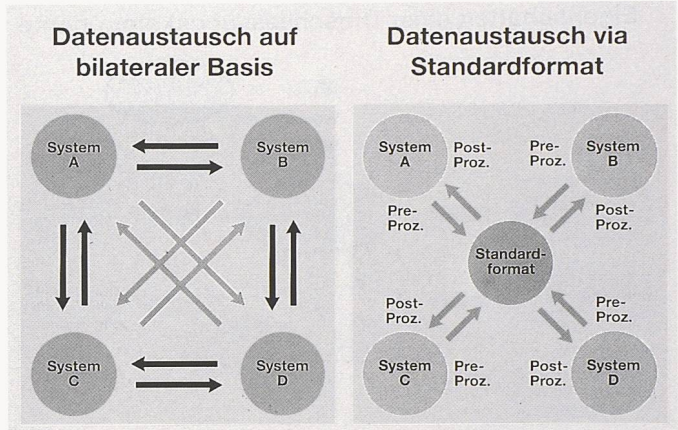 Datenaustausch auf
bilateraler Basis
System
A
System
B
System
C
System
D
Datenaustausch via
Standardformat
System
A
Post-
Proz.
Pre-
Proz.
System
B
Pre-
Proz.
Post-
Proz.
Standard-
format
Post-
Proz.
Pre-
Proz.
System
C
Pre-
Proz.
Post-
Proz.
System
D